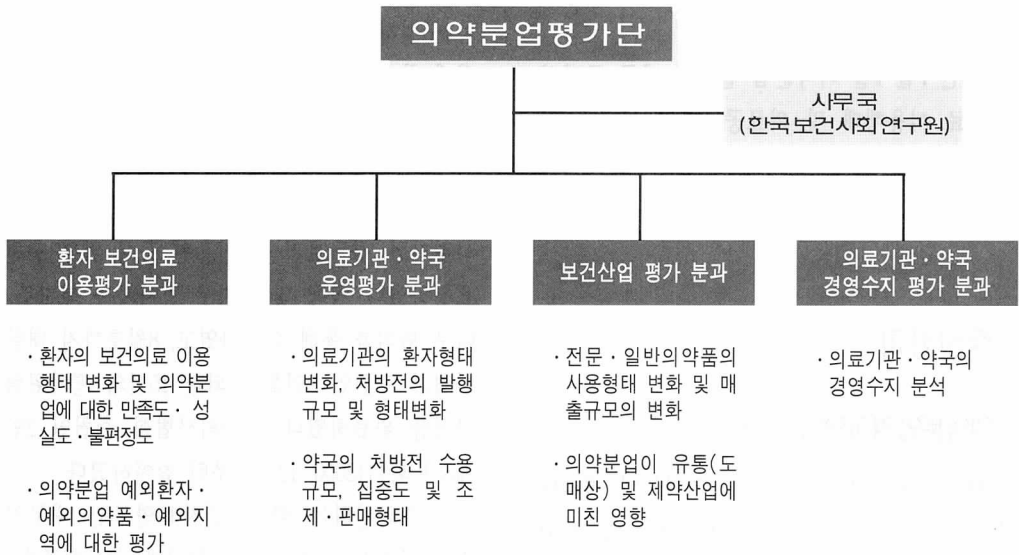 의약분업평가단
사무국
(한국보건사회연구원)
환자 보건의료
이용평가 분과
의료기관·약국
운영평가 분과
보건산업 평가 분과
의료기관·약국
경영수지 평가 분과
·환자의 보건의료 이용
행태 변화 및 의약분
업에 대한 만족도· 성
실도·불편정도
·의약분업 예외환자·
예외의약품·예외지
역에 대한 평가
·의료기관의 환자형태
변화, 처방전의 발행
규모 및 형태변화
·약국의 처방전 수용
규모, 집중도 및 조
제·판매형태
·전문·일반의약품의
사용형태 변화 및 매
출규모의 변화
·의약분업이 유통(도
매상) 및 제약산업에
미친 영향
·의료기관·약국의
경영수지 분석